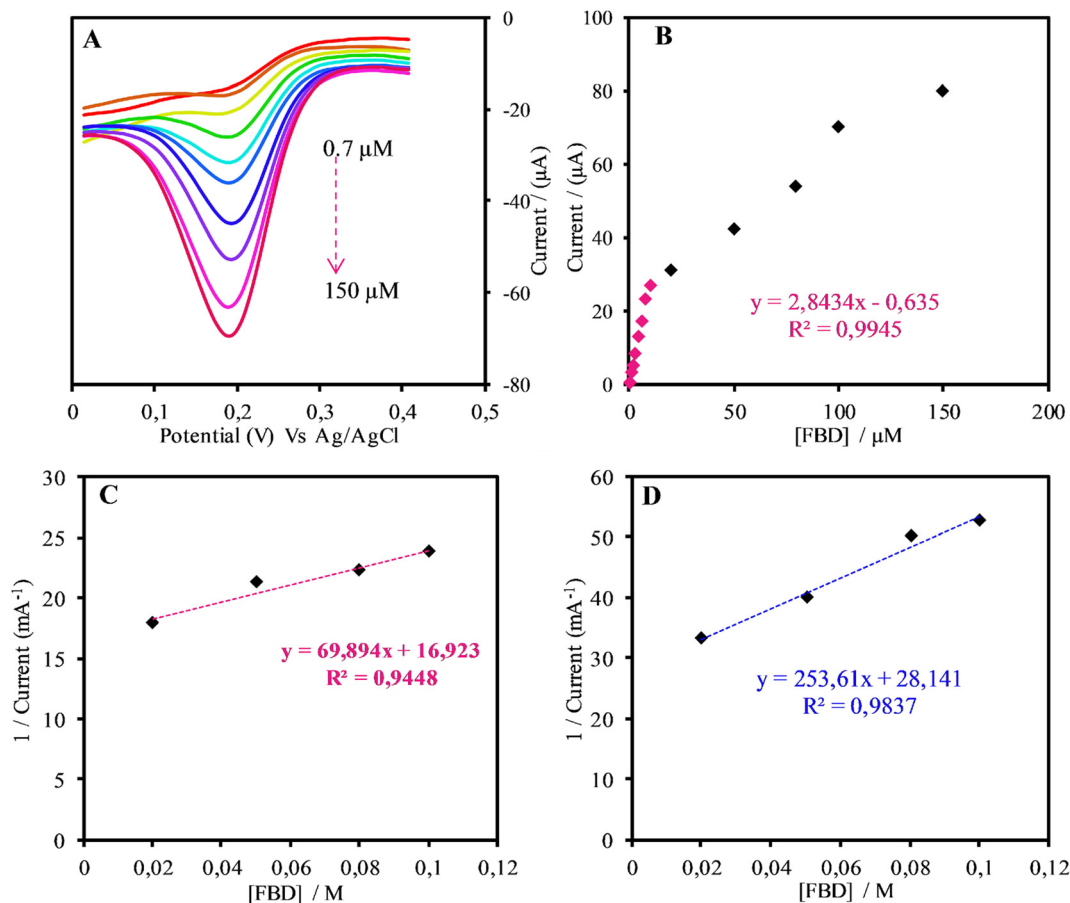 A
0
-20
-40
-60
-80
Current / (µA)
0.7 µM
150 µM
0
0,1
0,2
0,3
0,4
0,5
Potential (V) Vs Ag/AgCl
B
100
80
60
40
20
0
Current / (µA)
y = 2,8434x - 0,635
R² = 0,9945
0
50
100
150
200
[FBD] / µM
C
30
25
20
15
10
5
0
1 / Current (mA⁻¹)
y = 69,894x + 16,923
R² = 0,9448
0
0,02
0,04
0,06
0,08
0,1
0,12
[FBD] / M
D
60
50
40
30
20
10
0
1 / Current (mA⁻¹)
y = 253,61x + 28,141
R² = 0,9837
0
0,02
0,04
0,06
0,08
0,1
0,12
[FBD] / M